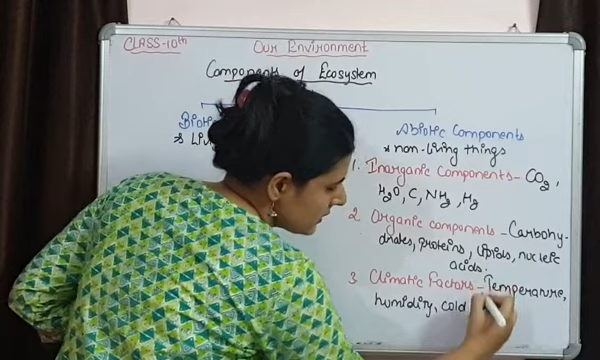 CLASS-10th
Our Environment
Components of Ecosystem
Abiotic Components
* non-living things
1. Inorganic Components - CO2,
H2O, C, NH3, H2
2. Organic Components - Carbohy-
drates, proteins, lipids, nucleic
acids.
3 Climatic Factors - Temperature,
humidity, cold